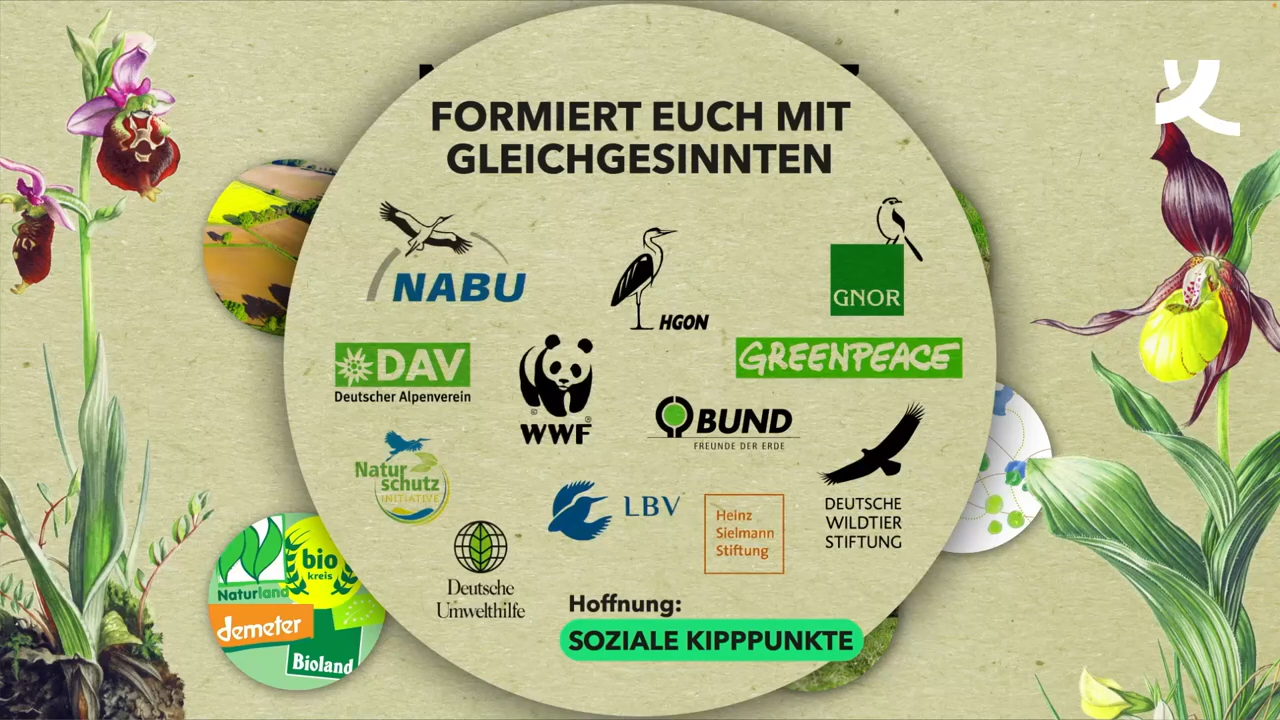 FORMIERT EUCH MIT
GLEICHGESINNTEN
NABU
HGON
GNOR
DAV
Deutscher Alpenverein
WWF
GREENPEACE
BUND
FREUNDE DER ERDE
Natur
schutz
INITIATIVE
LBV
Heinz
Sielmann
Stiftung
DEUTSCHE
WILDTIER
STIFTUNG
Deutsche
Umwelthilfe
Hoffnung:
SOZIALE KIPPPUNKTE
Naturland
bio
kreis
demeter
Bioland